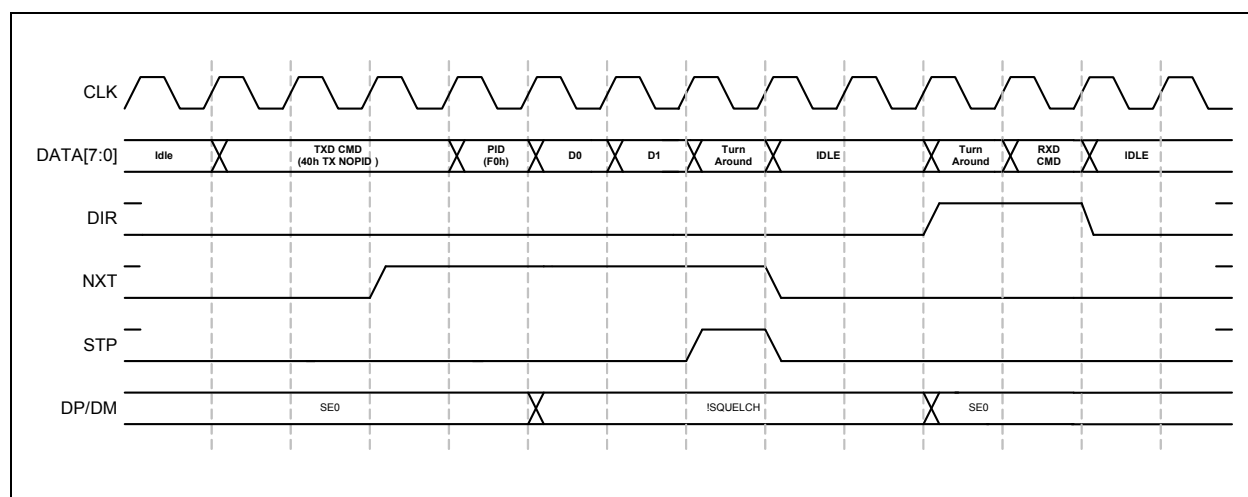 CLK
DATA[7:0]
Idle
TXD CMD
(40h TX NOPID )
PID
(F0h)
D0
D1
Turn
Around
IDLE
Turn
Around
RXD
CMD
IDLE
DIR
NXT
STP
DP/DM
SE0
!SQUELCH
SE0